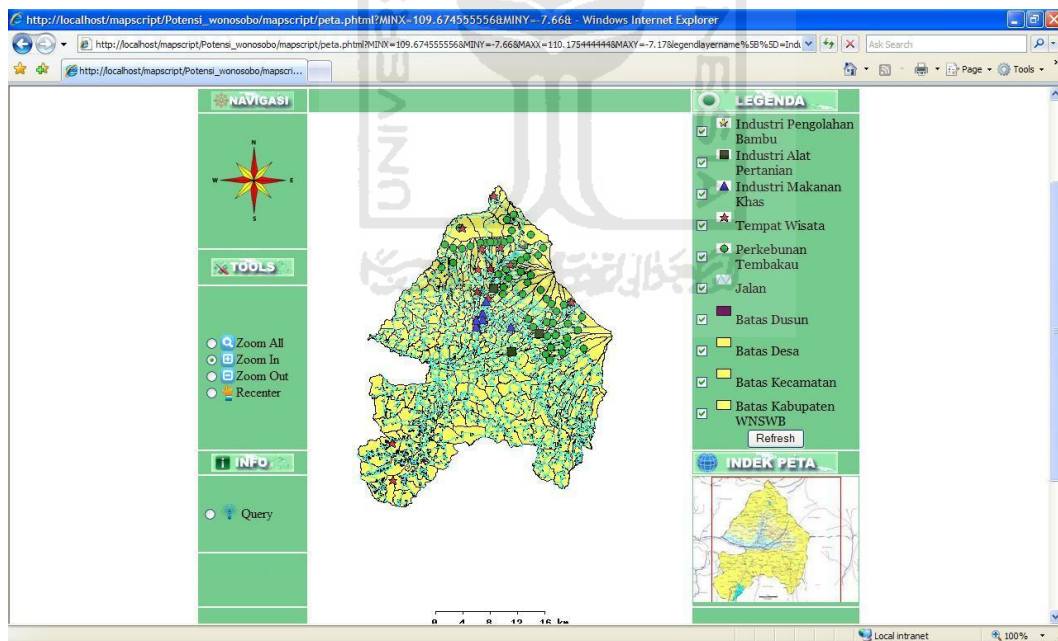 http://localhost/mapscript/Potensi_wonosobo/mapscript/peta.phtml?MINX=109.674555556&MINY=-7.66& - Windows Internet Explorer
http://localhost/mapscript/Potensi_wonosobo/mapscript/peta.phtml?MINX=109.674555556&MINY=-7.66&MAXX=110.175444444&MAXY=-7.17&legendlayername%5B%5D=Indu
Ask Search
http://localhost/mapscript/Potensi_wonosobo/mapscri...
Page
Tools
NAVIGASI
N
W
E
S
TOOLS
Zoom All
Zoom In
Zoom Out
Recenter
INFO
Query
0 4 8 12 16 km
LEGENDA
Industri Pengolahan
Bambu
Industri Alat
Pertanian
Industri Makanan
Khas
Tempat Wisata
Perkebunan
Tembakau
Jalan
Batas Dusun
Batas Desa
Batas Kecamatan
Batas Kabupaten
WNSWB
Refresh
INDEK PETA
Local intranet
100%